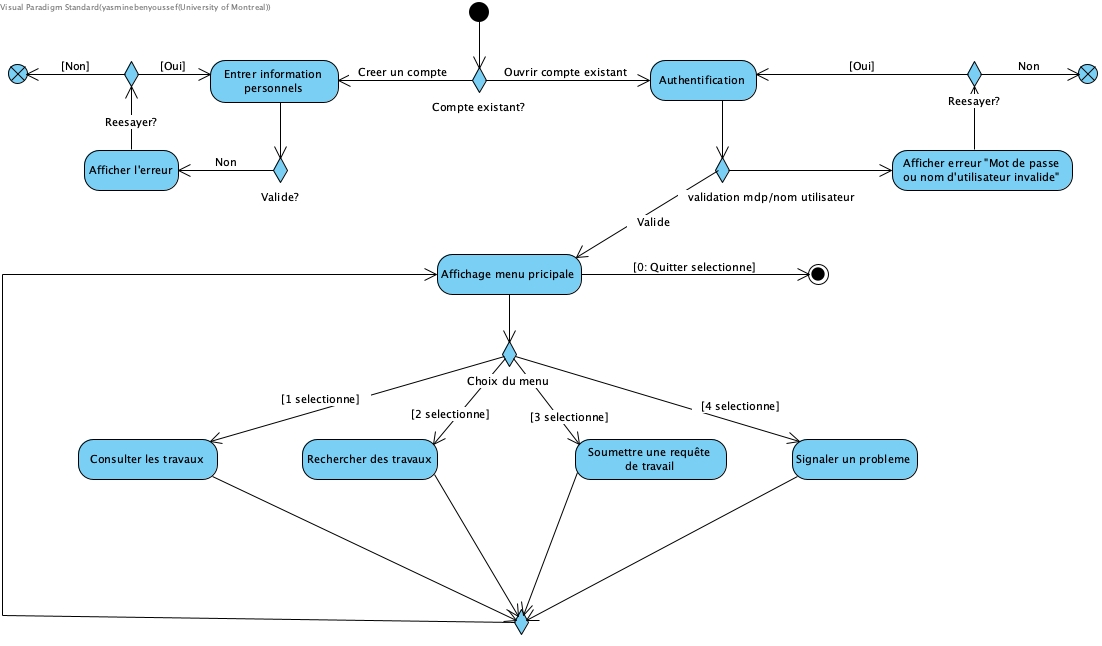 Visual Paradigm Standard(yasminebenyoussef(University of Montreal))
[Non]
[Oui]
Entrer information
personnels
Creer un compte
Ouvrir compte existant
Compte existant?
Authentification
[Oui]
Non
Reesayer?
Reesayer?
Afficher l'erreur
Non
Valide?
validation mdp/nom utilisateur
Afficher erreur "Mot de passe
ou nom d'utilisateur invalide"
Valide
Affichage menu pricipale
[0: Quitter selectionne]
Choix du menu
[1 selectionne]
[2 selectionne]
[3 selectionne]
[4 selectionne]
Consulter les travaux
Rechercher des travaux
Soumettre une requête
de travail
Signaler un probleme